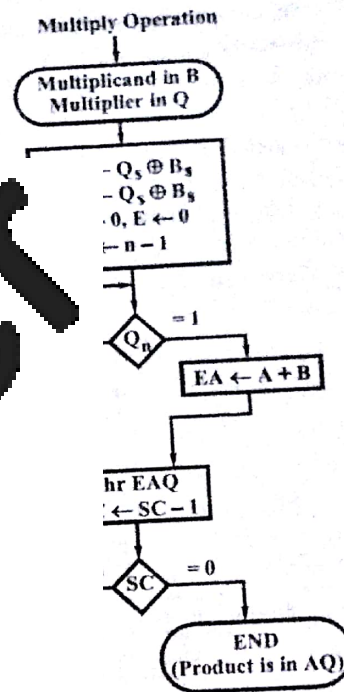 Multiply Operation
Multiplicand in B
Multiplier in Q
– Qs ⊕ Bs
– Qs ⊕ Bs
0, E ← 0
← n – 1
= 1
Qn
EA ← A + B
hr EAQ
← SC – 1
= 0
SC
END
(Product is in AQ)